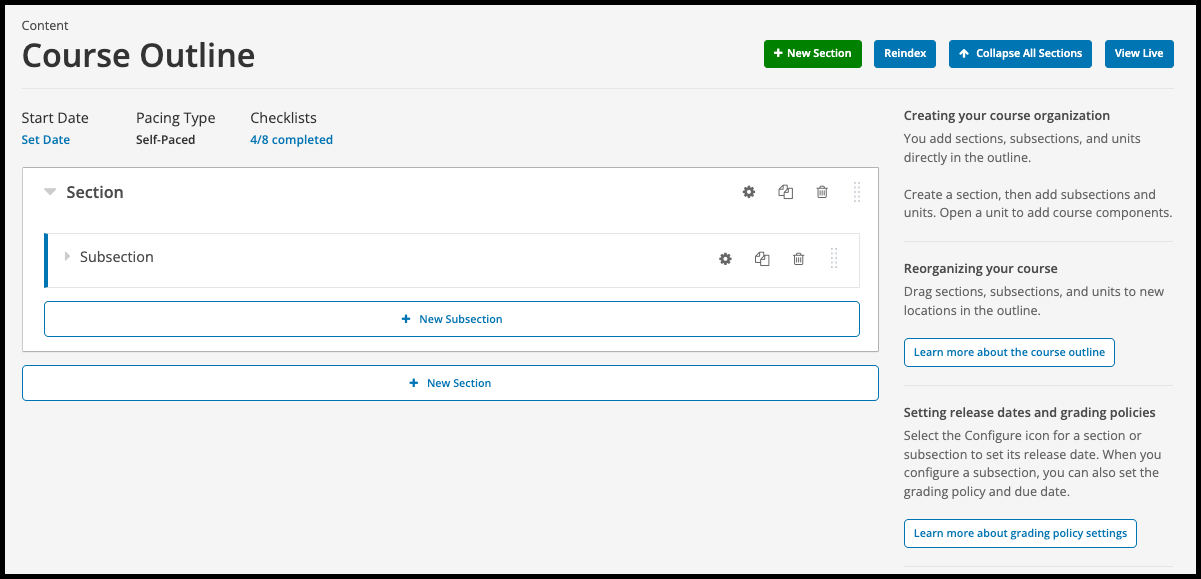 Content
Course Outline
+ New Section
Reindex
Collapse All Sections
View Live
Start Date
Set Date
Pacing Type
Self-Paced
Checklists
4/8 completed
Section
Subsection
+ New Subsection
+ New Section
Creating your course organization
You add sections, subsections, and units
directly in the outline.
Create a section, then add subsections and
units. Open a unit to add course components.
Reorganizing your course
Drag sections, subsections, and units to new
locations in the outline.
Learn more about the course outline
Setting release dates and grading policies
Select the Configure icon for a section or
subsection to set its release date. When you
configure a subsection, you can also set the
grading policy and due date.
Learn more about grading policy settings